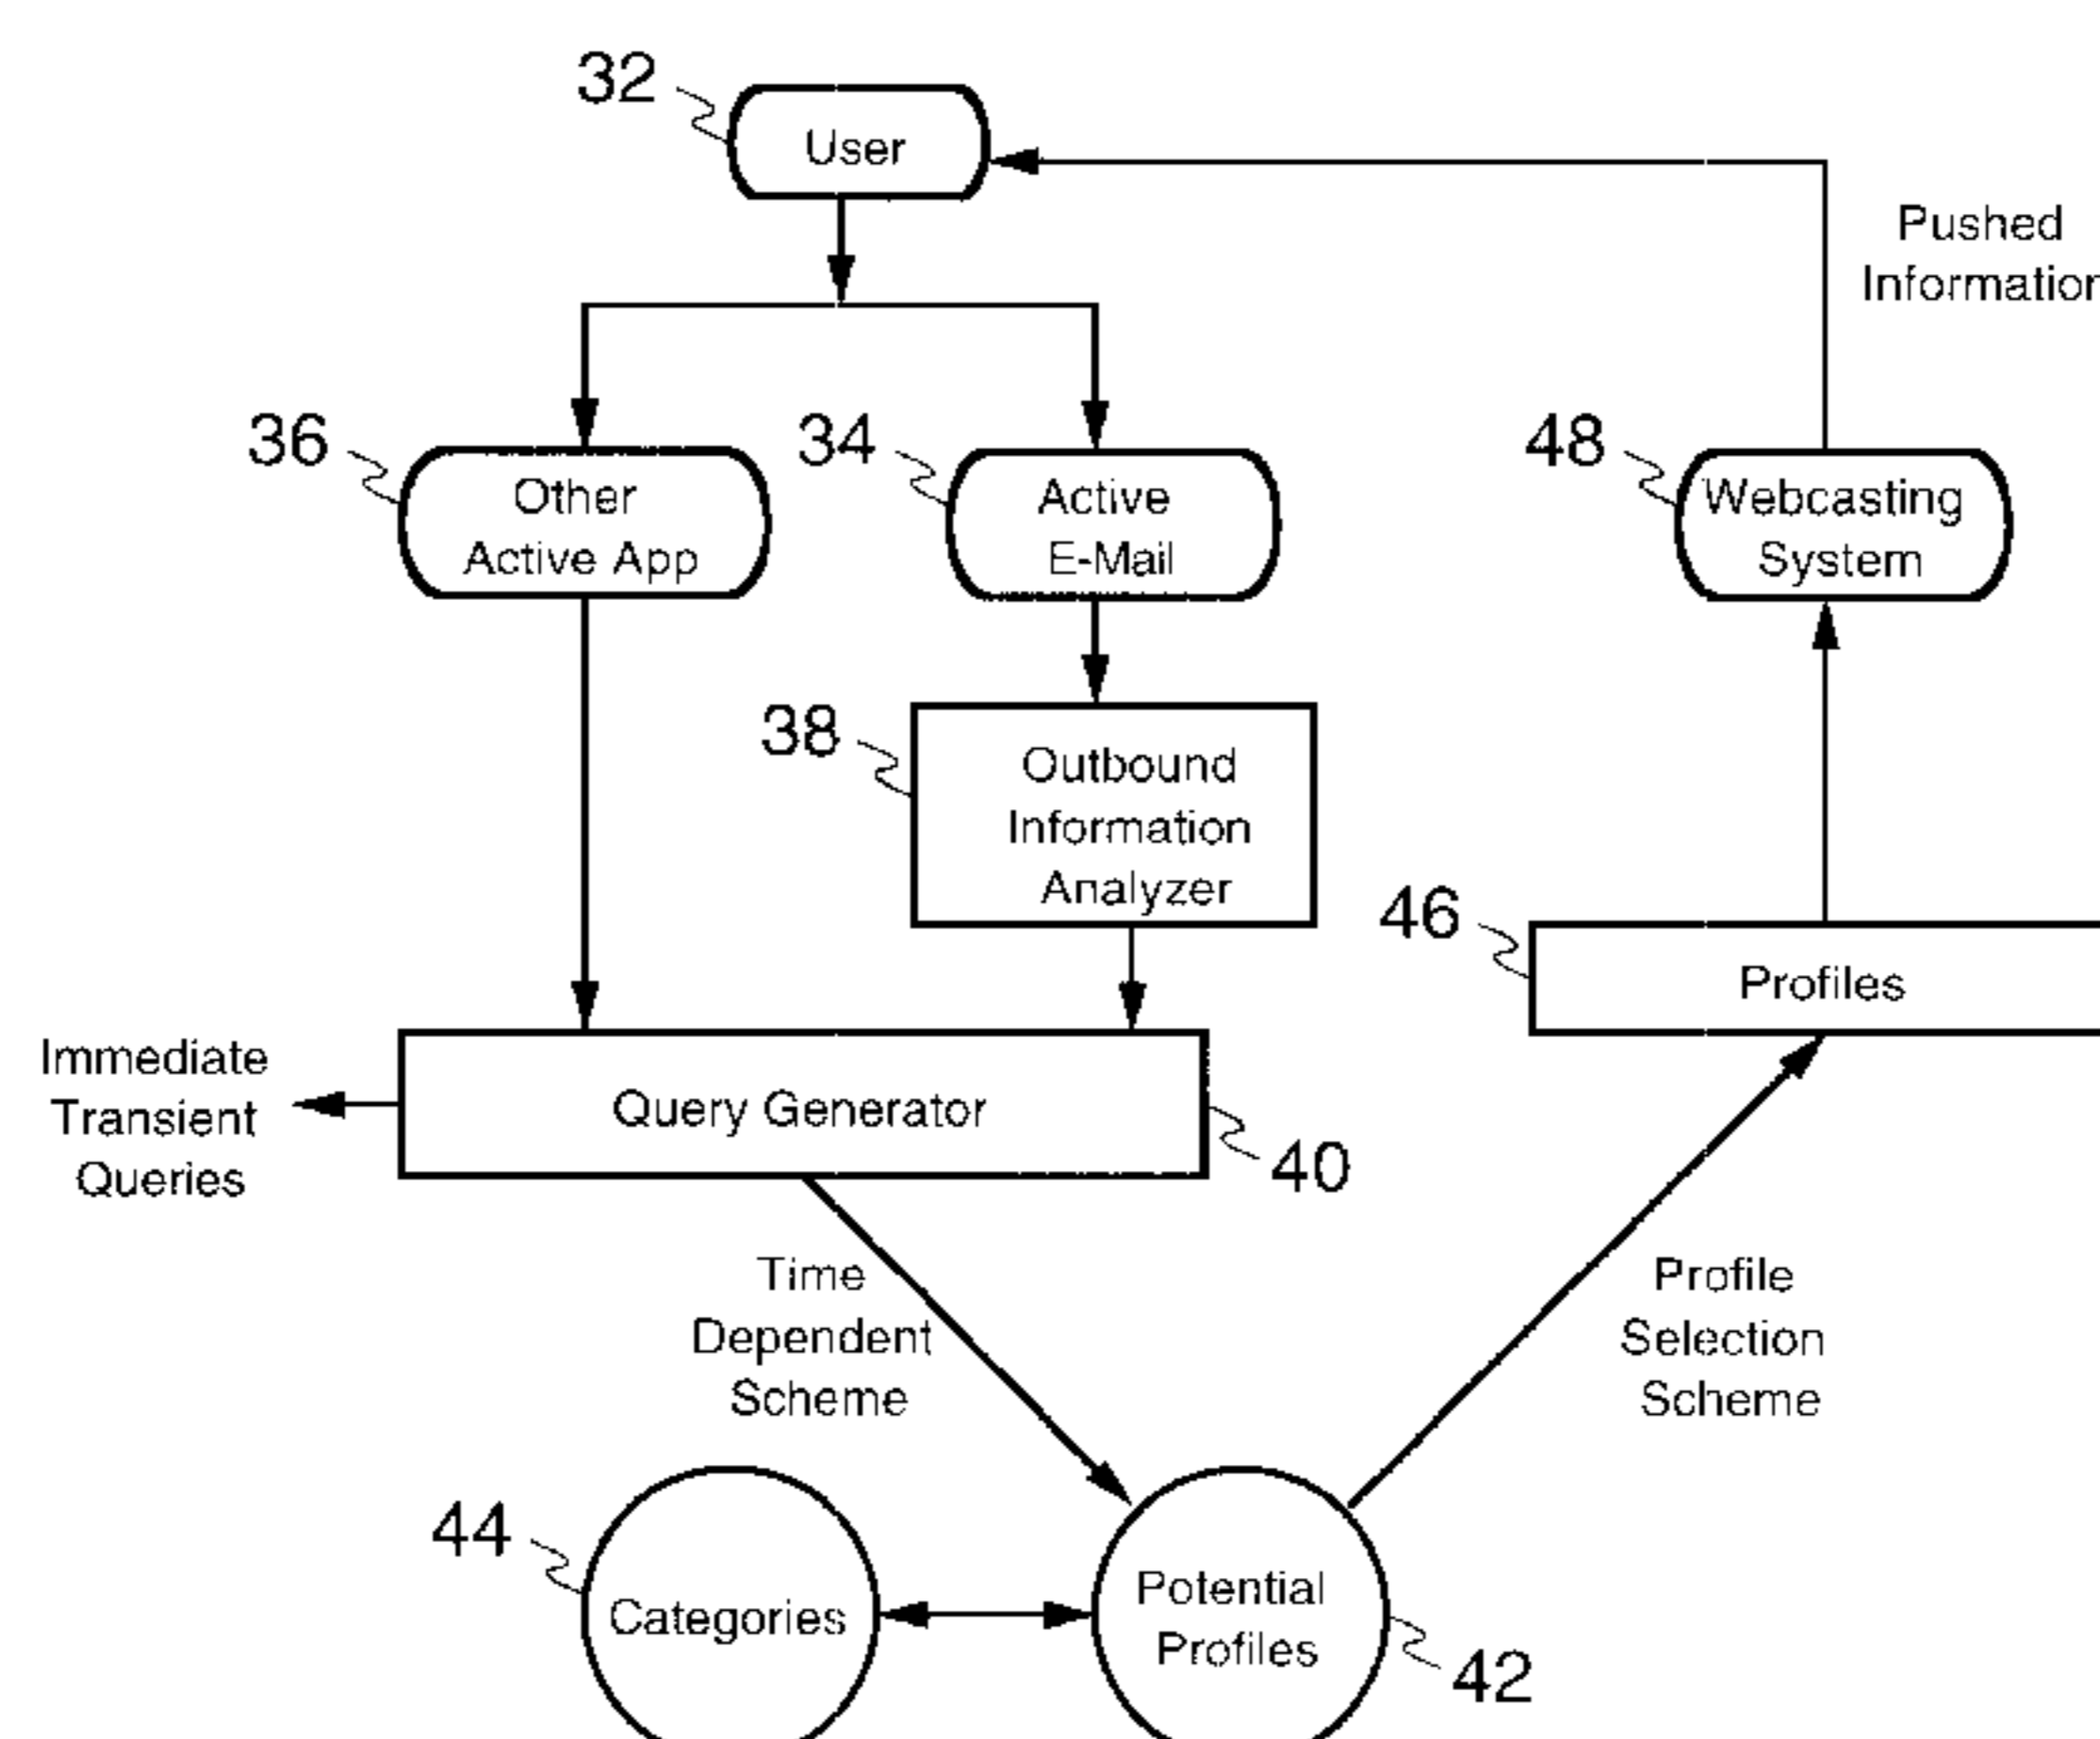 32
User
Pushed
Information
36
Other
Active App
34
Active
E-Mail
48
Webcasting
System
38
Outbound
Information
Analyzer
46
Profiles
Immediate
Transient
Queries
Query Generator
40
Time
Dependent
Scheme
Profile
Selection
Scheme
44
Categories
Potential
Profiles
42